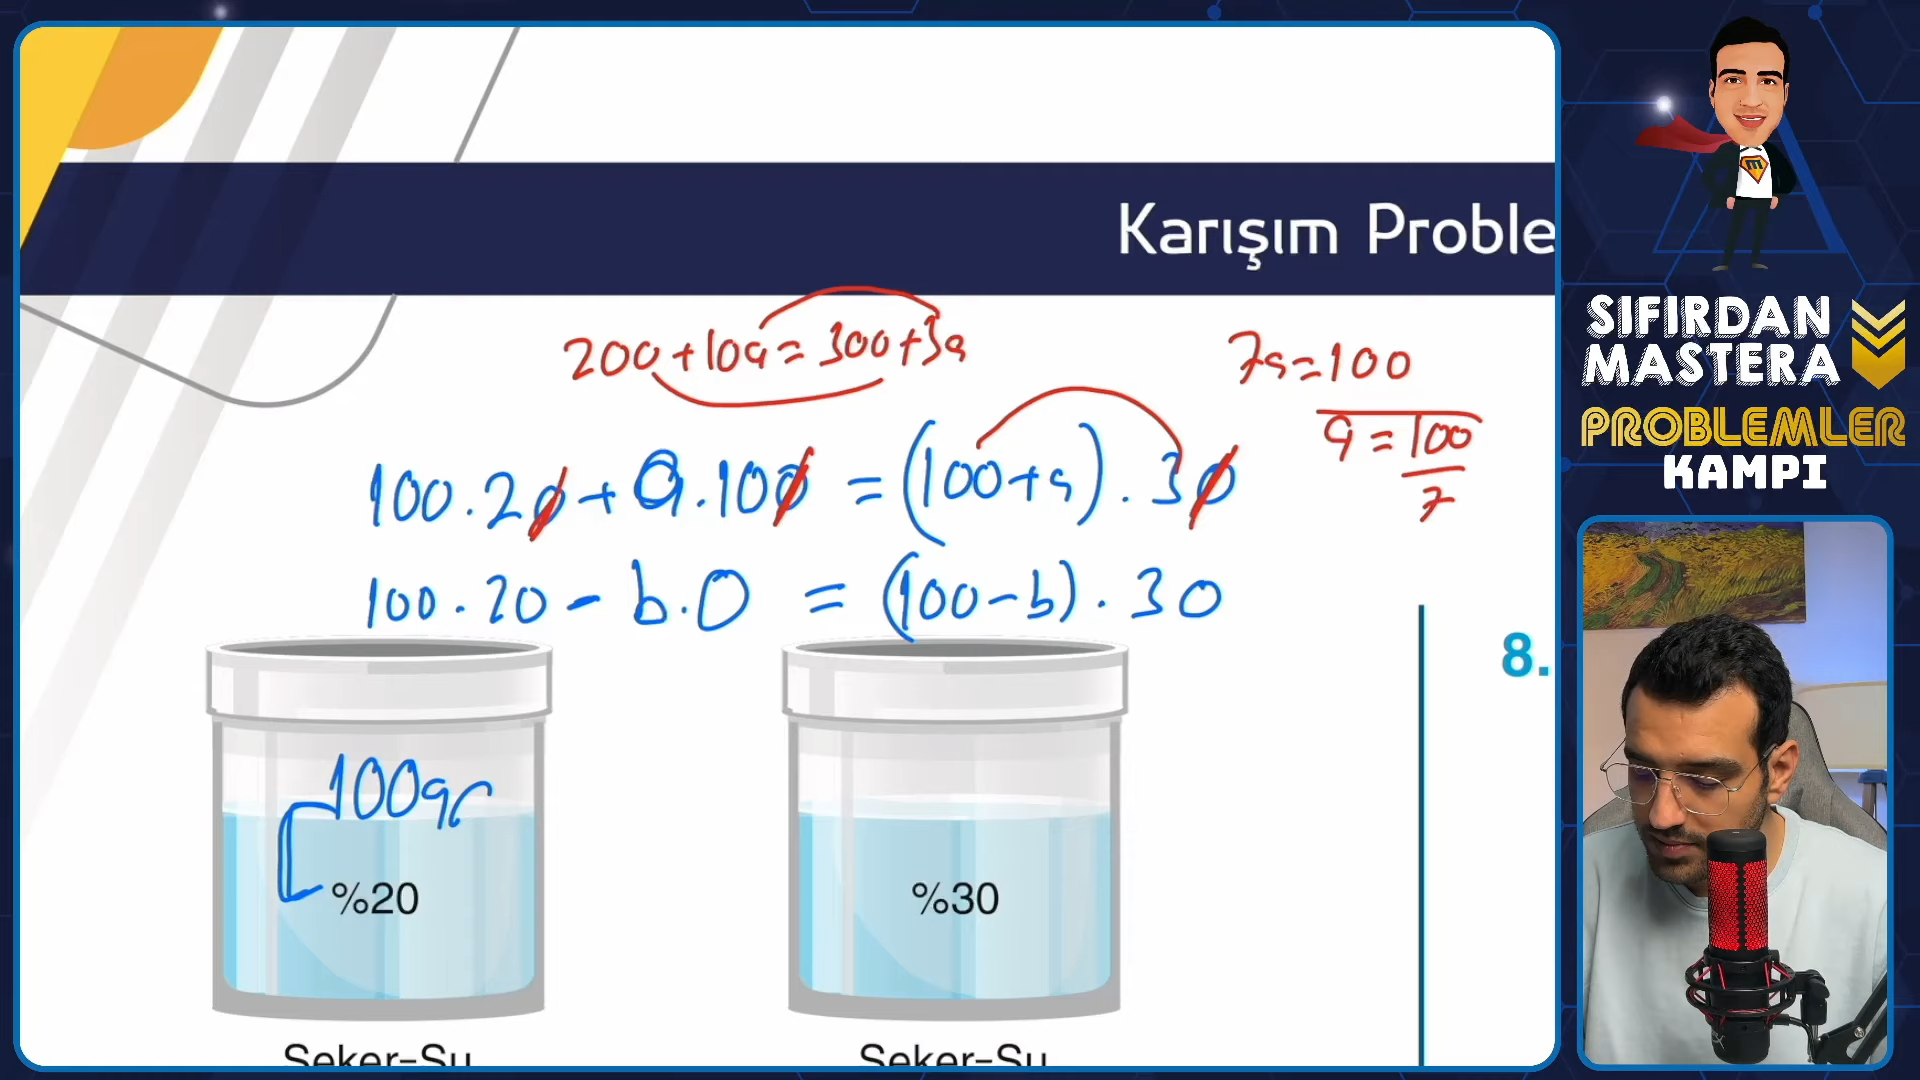 Karışım Proble
200+10a=300+3a
7a=100
a=100
7
100.20+a.100=(100+a).30
100.20-b.0=(100-b).30
8.
100gr
%20
%30
Şeker-Su
Şeker-Su
SIFIRDAN
MASTERA
PROBLEMLER
KAMPI